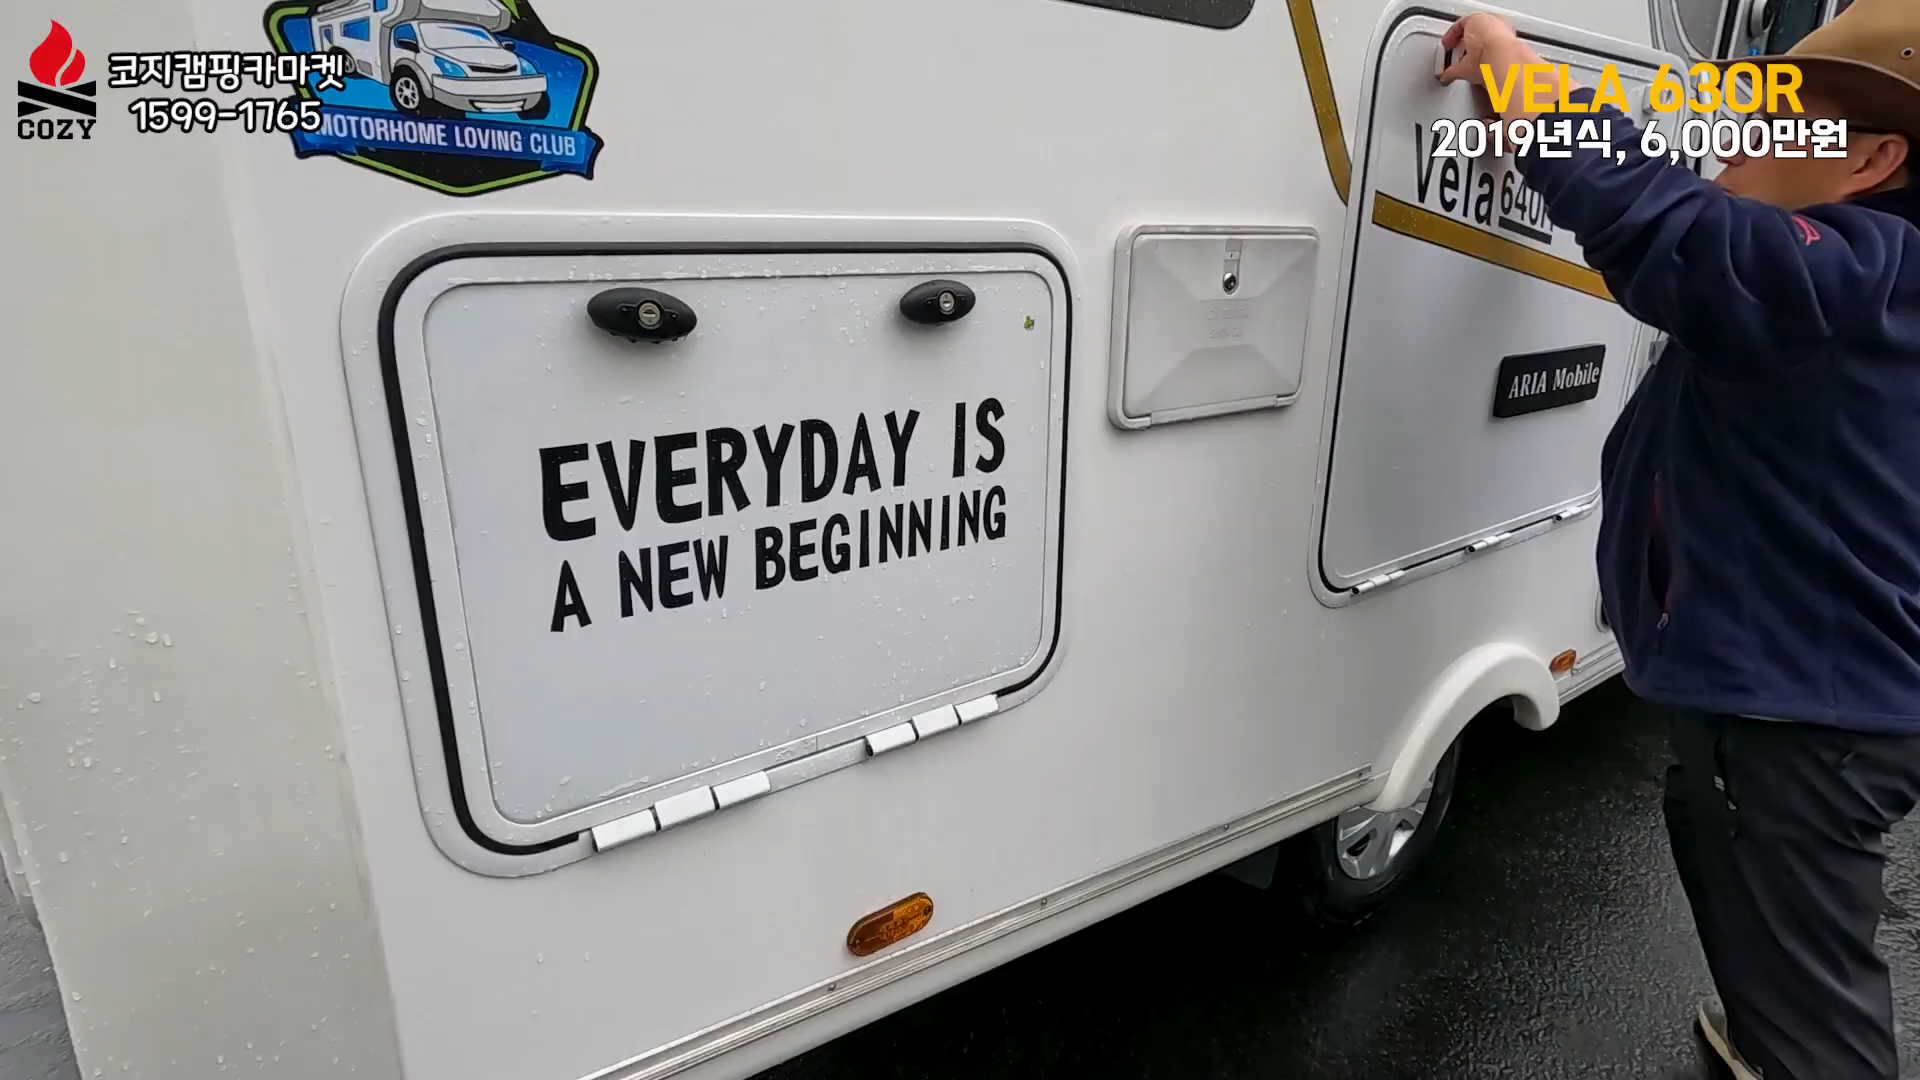 코지캠핑카마켓
1599-1765
COZY
MOTORHOME LOVING CLUB
VELA 630R
2019년식, 6,000만원
Vela 640R
ARIA Mobile
EVERYDAY IS
A NEW BEGINNING